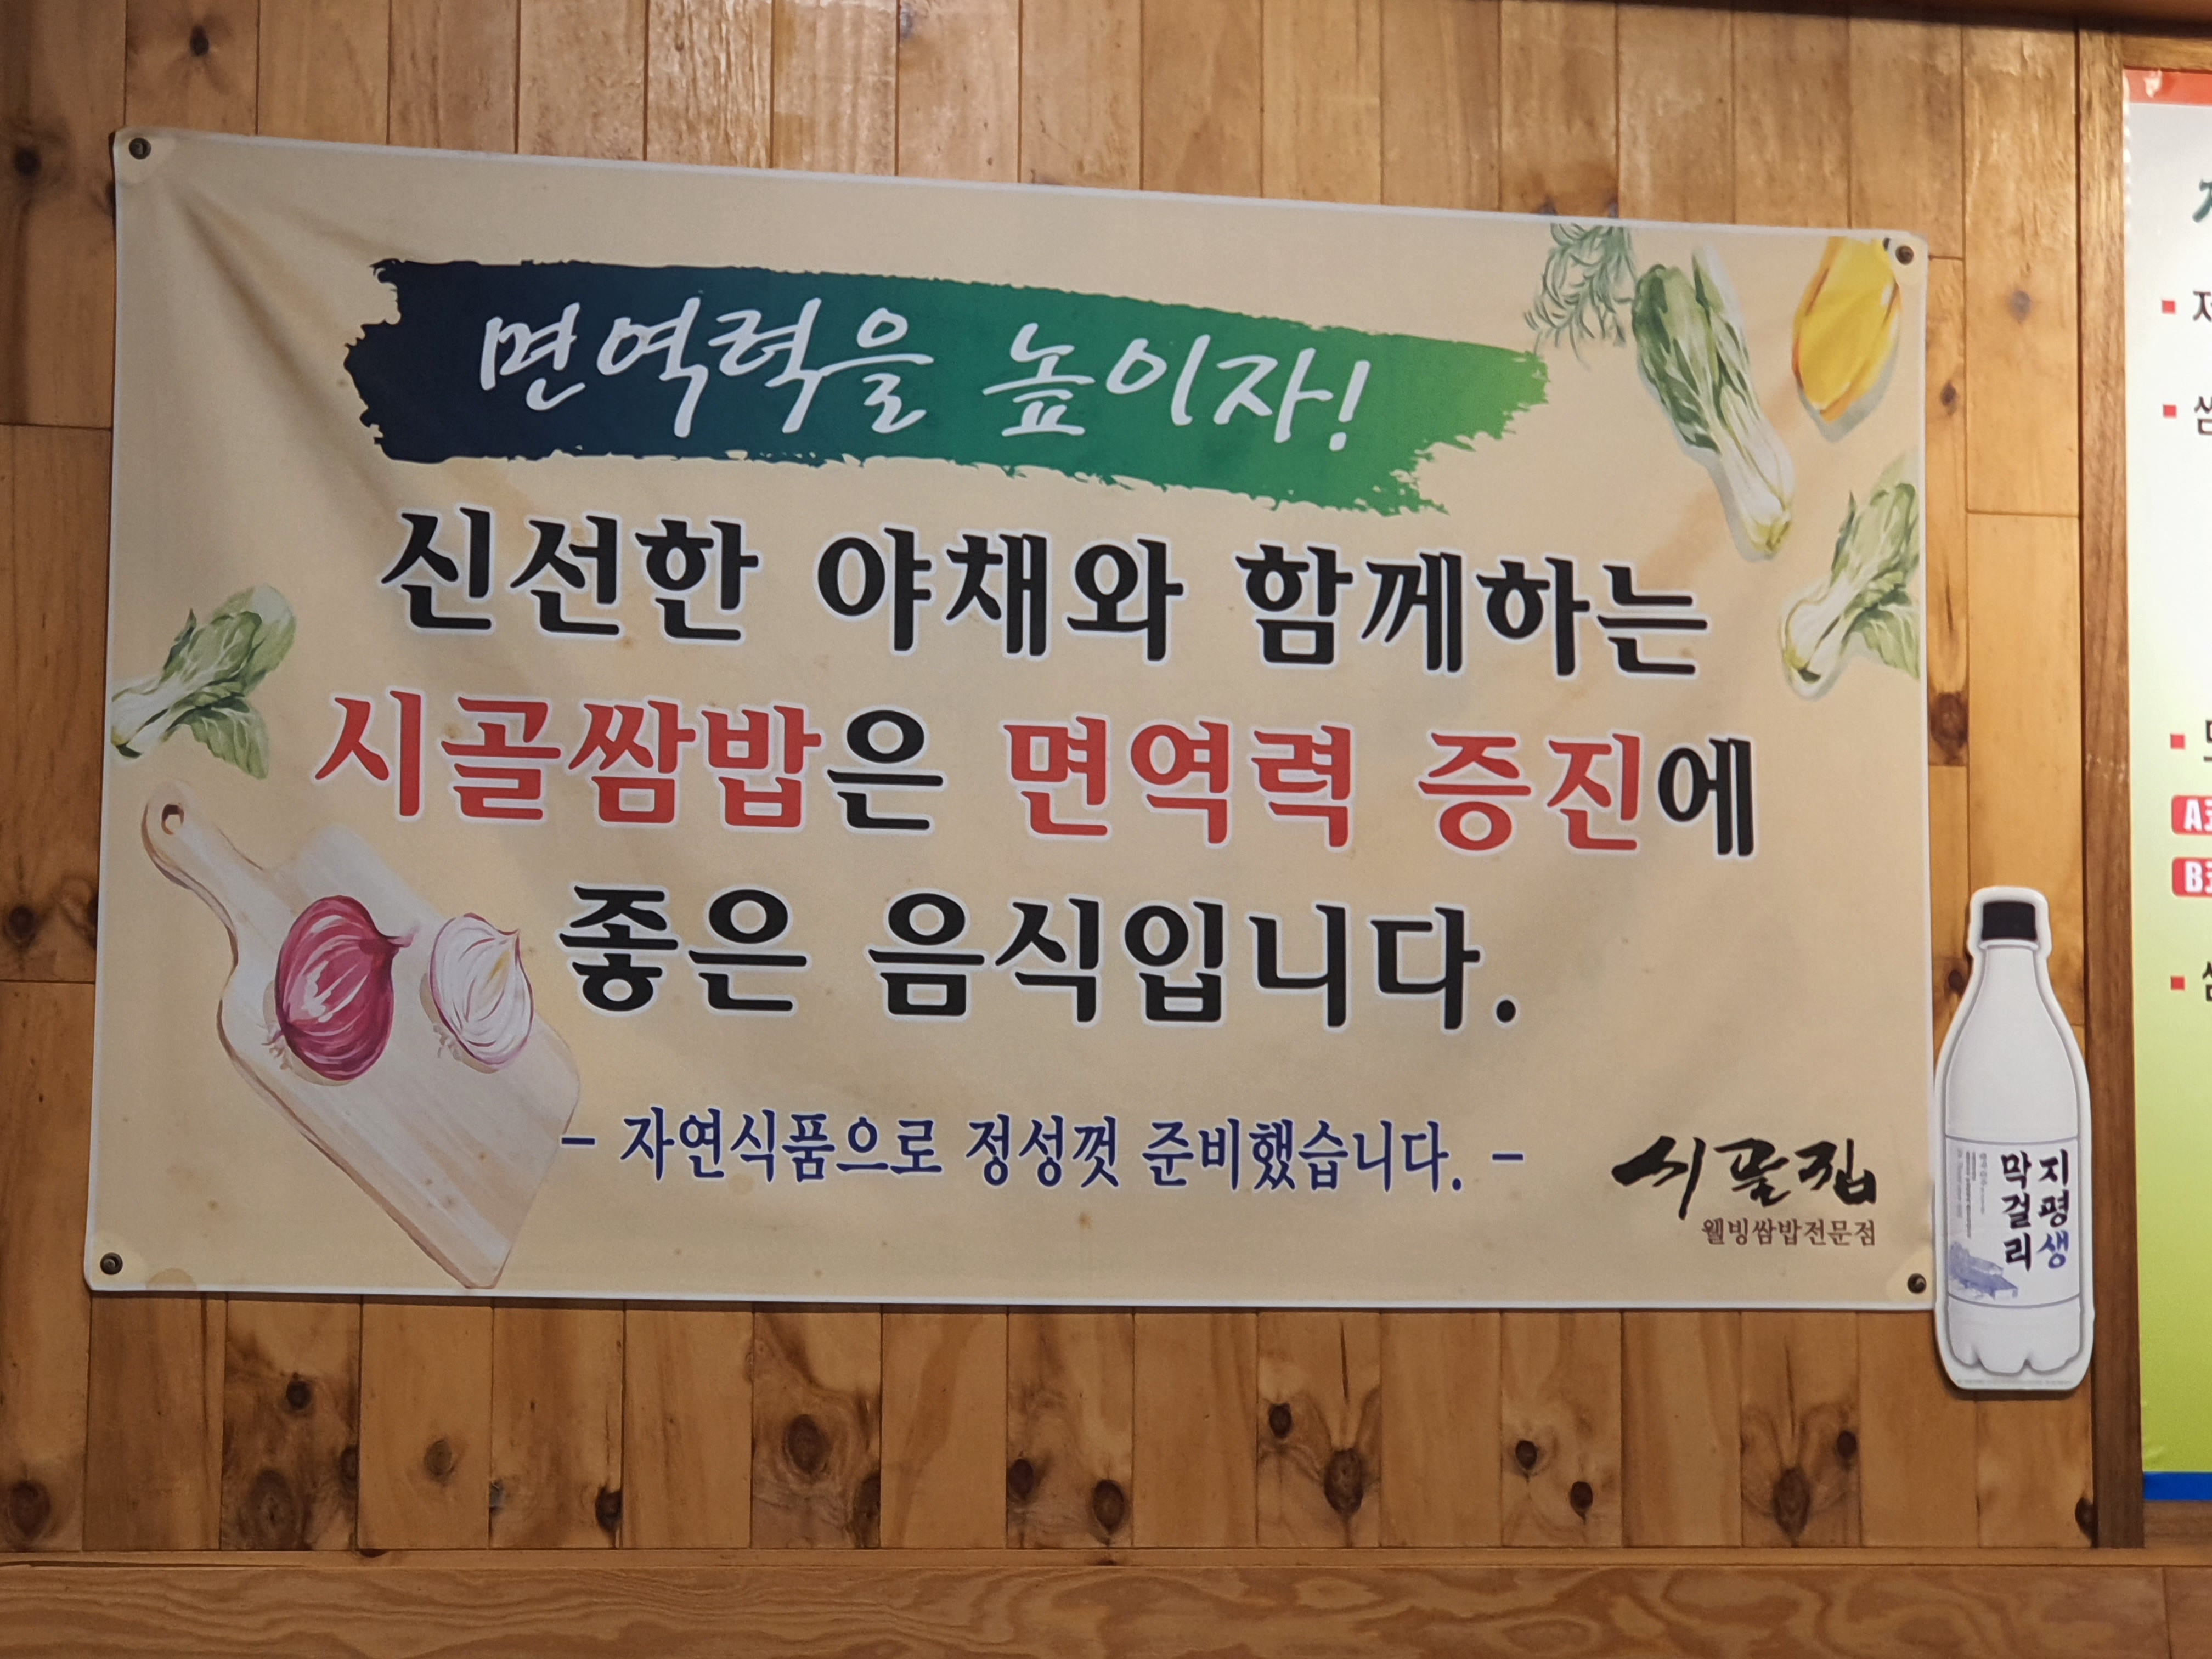 면역력을 높이자!
신선한 야채와 함께하는
시골쌈밥은 면역력 증진에
좋은 음식입니다.
- 자연식품으로 정성껏 준비했습니다. -
시골집
웰빙쌈밥전문점
지평생
막걸리